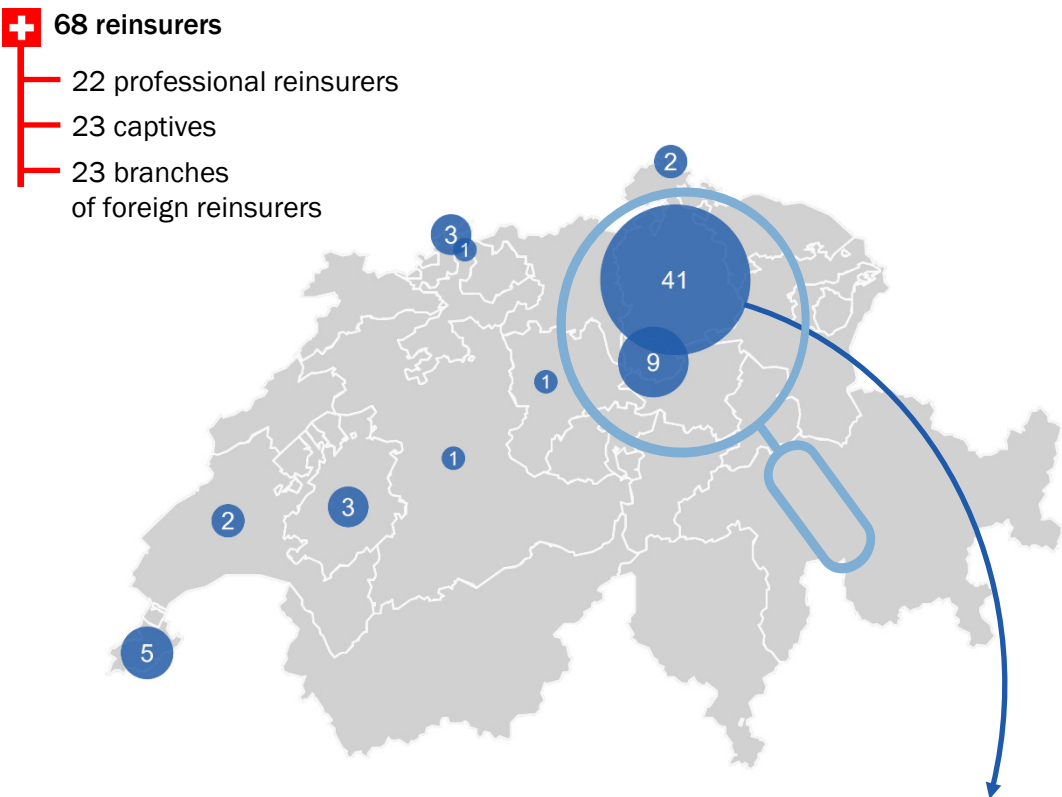 68 reinsurers
22 professional reinsurers
23 captives
23 branches
of foreign reinsurers
2
3
1
41
9
1
1
3
2
5